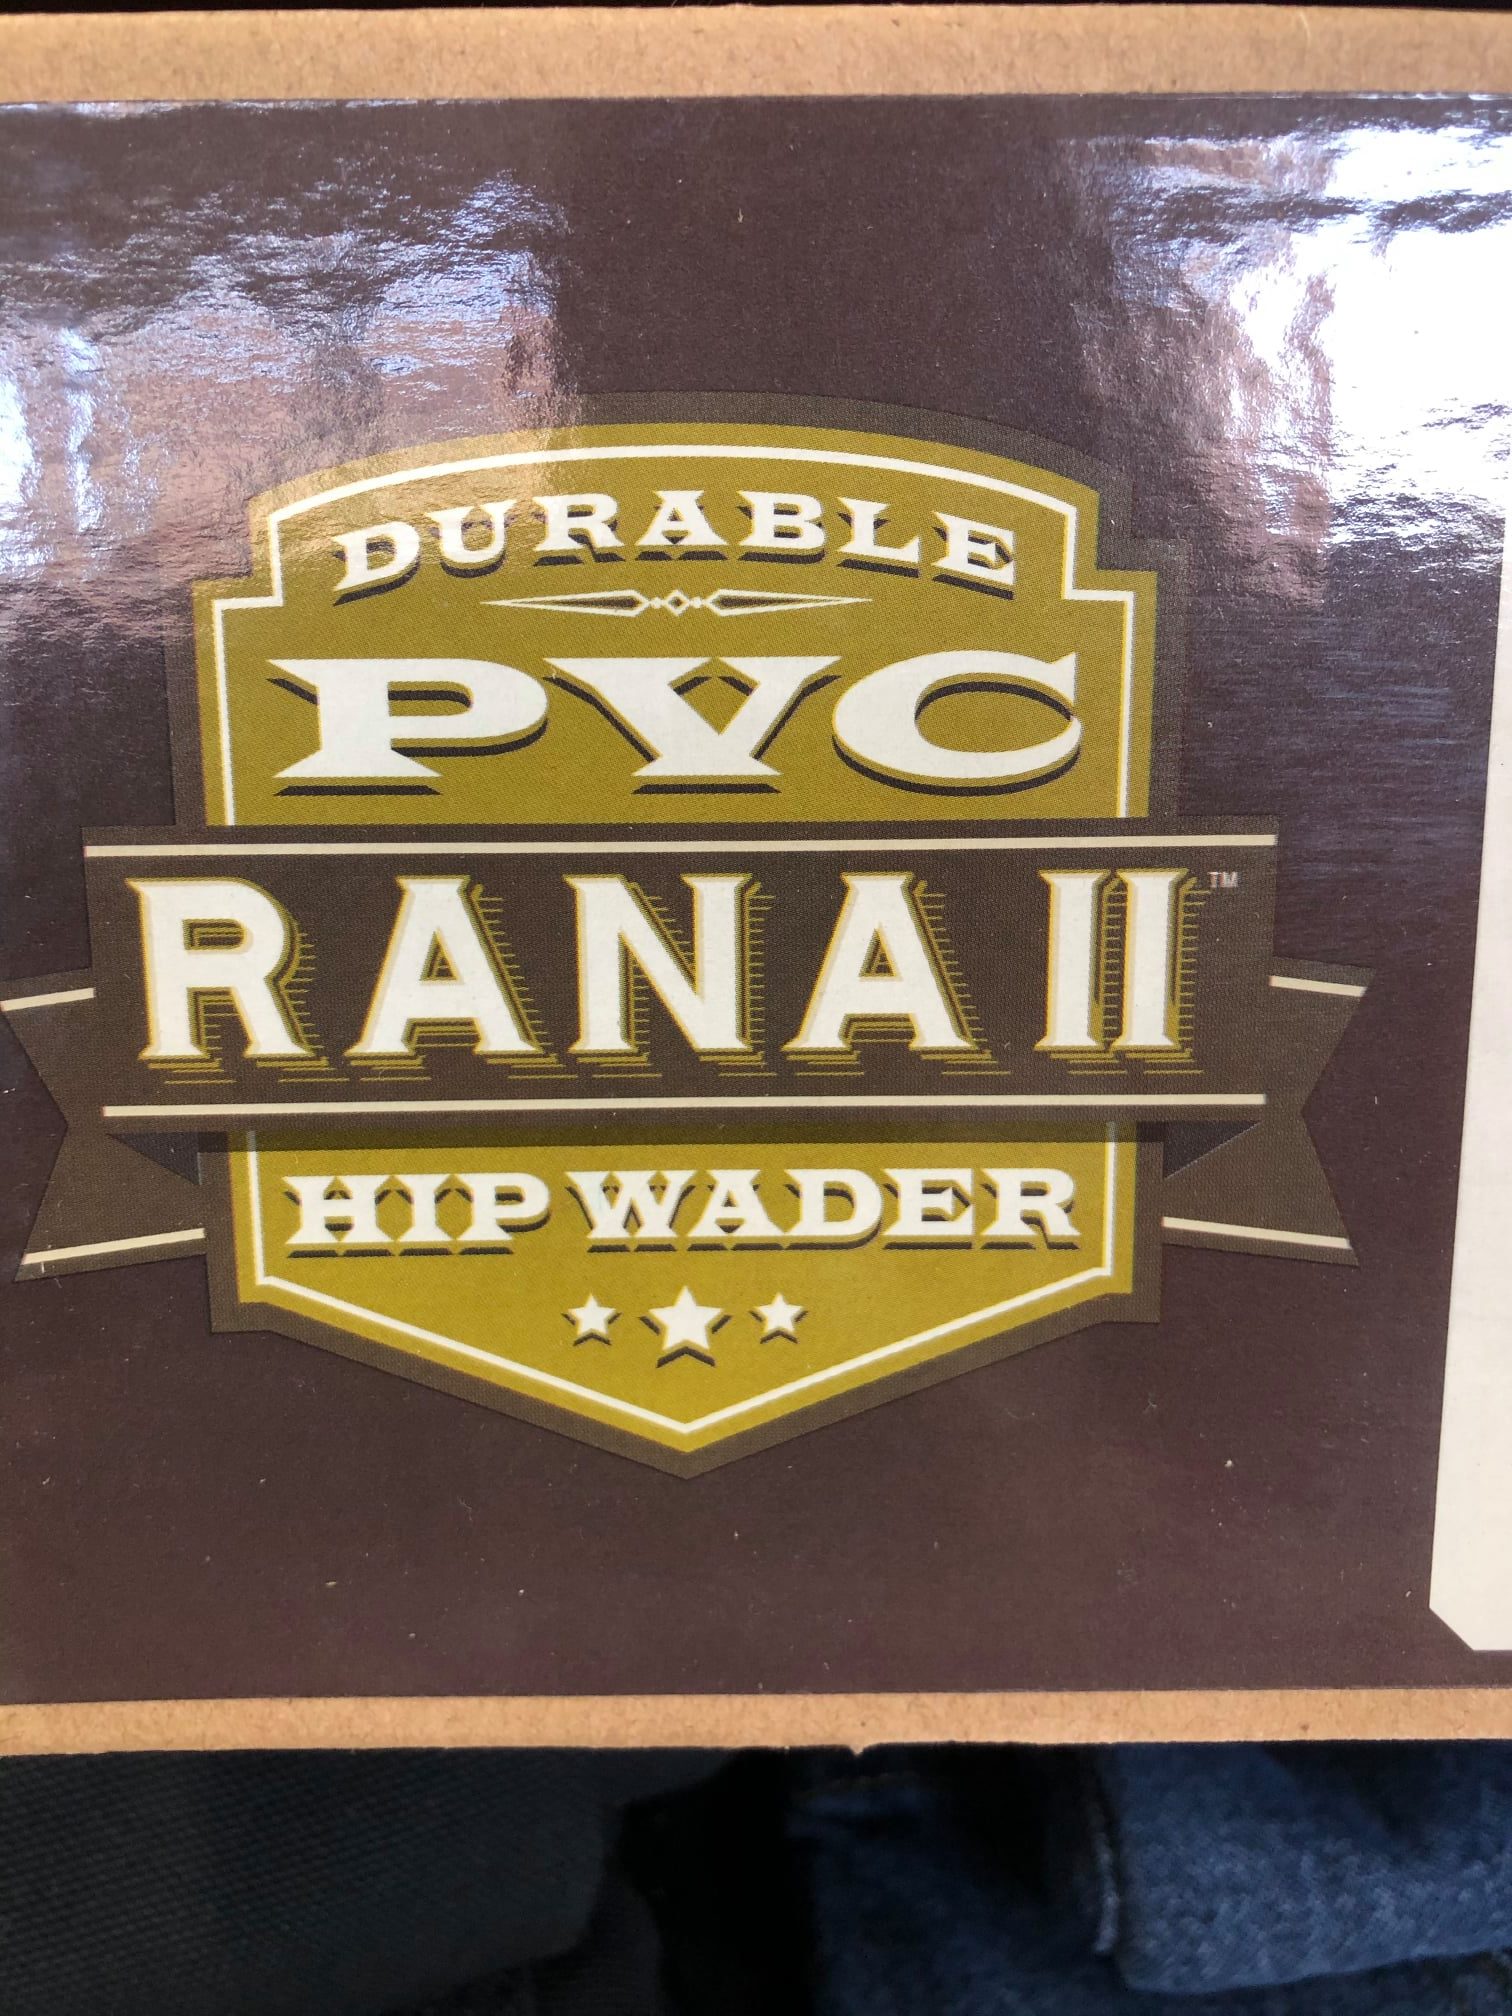 DURABLE
PVC
RANA II™
HIP WADER